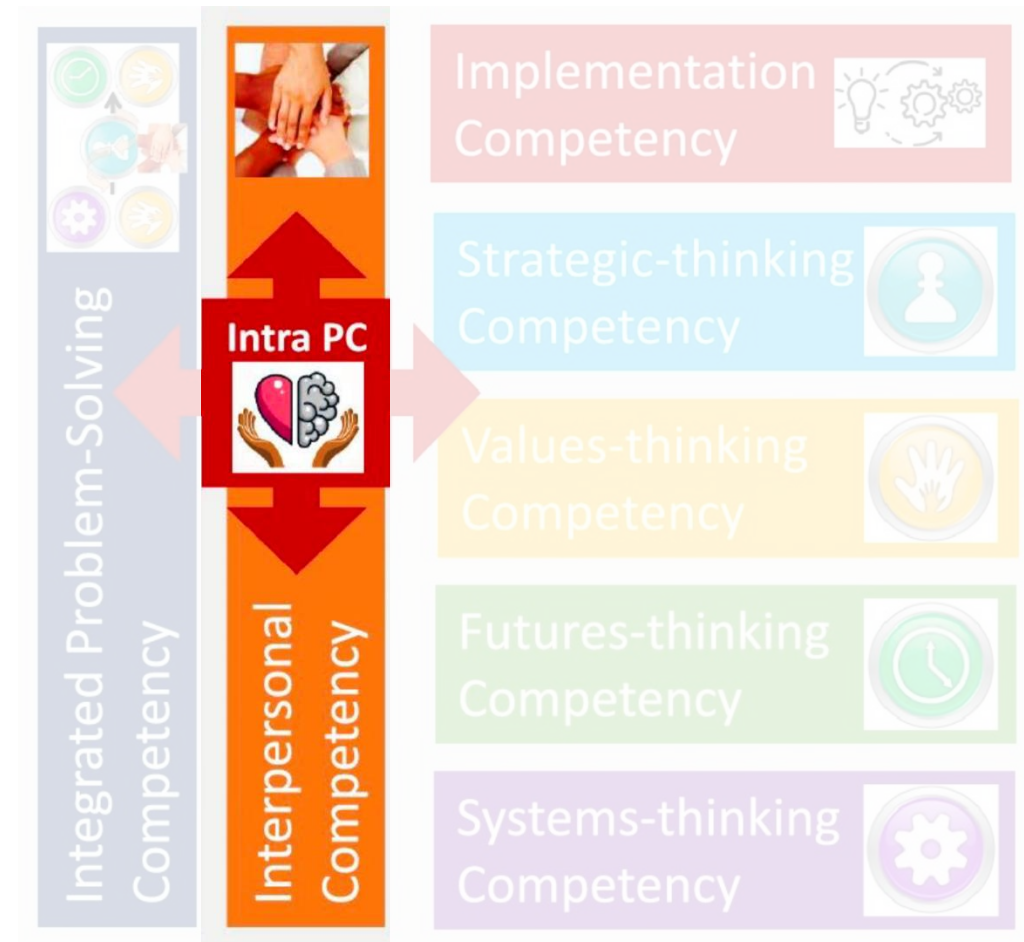 Integrated Problem-Solving
Competency
Interpersonal
Competency
Intra PC
Implementation
Competency
Strategic-thinking
Competency
Values-thinking
Competency
Futures-thinking
Competency
Systems-thinking
Competency